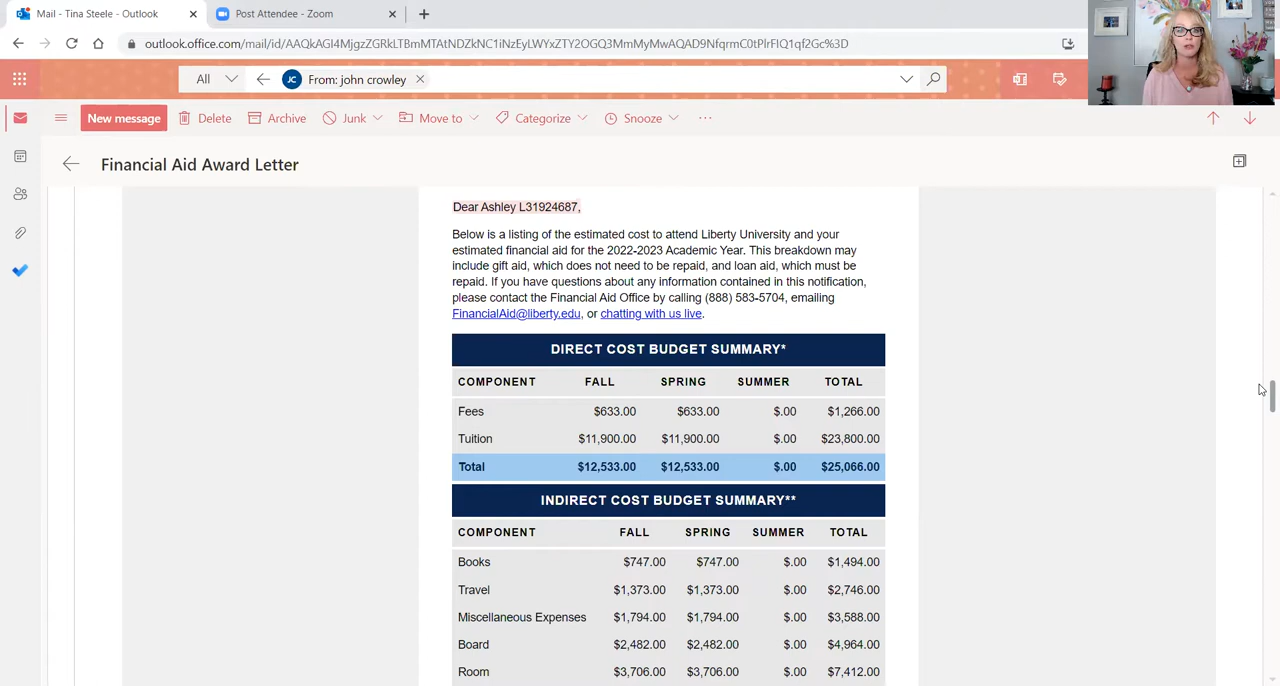 Mail - Tina Steele - Outlook
Post Attendee - Zoom
outlook.office.com/mail/id/AAQkAGI4MjgzZGRkLTBmMTAtNDZkNC1iNzEyLWYxZTY2OGQ3MmMyMwAQAD9NfqrmC0tPlrFIQ1qf2Gc%3D
All
JC From: john crowley
New message Delete Archive Junk Move to Categorize Snooze
Financial Aid Award Letter
Dear Ashley L31924687,
Below is a listing of the estimated cost to attend Liberty University and your
estimated financial aid for the 2022-2023 Academic Year. This breakdown may
include gift aid, which does not need to be repaid, and loan aid, which must be
repaid. If you have questions about any information contained in this notification,
please contact the Financial Aid Office by calling (888) 583-5704, emailing
FinancialAid@liberty.edu, or chatting with us live.
DIRECT COST BUDGET SUMMARY*
COMPONENT FALL SPRING SUMMER TOTAL
Fees $633.00 $633.00 $.00 $1,266.00
Tuition $11,900.00 $11,900.00 $.00 $23,800.00
Total $12,533.00 $12,533.00 $.00 $25,066.00
INDIRECT COST BUDGET SUMMARY**
COMPONENT FALL SPRING SUMMER TOTAL
Books $747.00 $747.00 $.00 $1,494.00
Travel $1,373.00 $1,373.00 $.00 $2,746.00
Miscellaneous Expenses $1,794.00 $1,794.00 $.00 $3,588.00
Board $2,482.00 $2,482.00 $.00 $4,964.00
Room $3,706.00 $3,706.00 $.00 $7,412.00